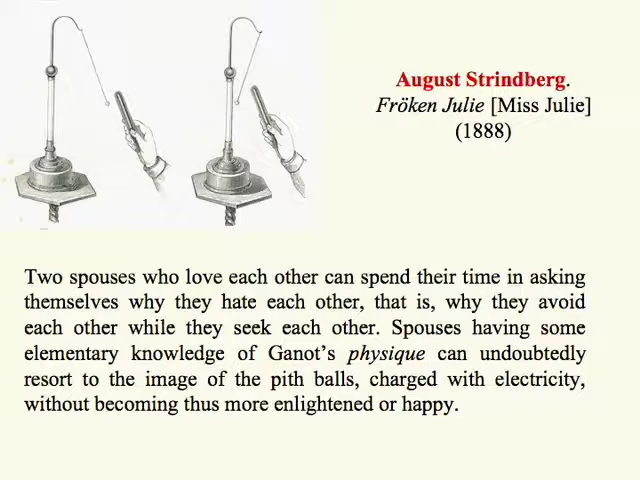 August Strindberg.
Fröken Julie [Miss Julie]
(1888)
Two spouses who love each other can spend their time in asking
themselves why they hate each other, that is, why they avoid
each other while they seek each other. Spouses having some
elementary knowledge of Ganot’s physique can undoubtedly
resort to the image of the pith balls, charged with electricity,
without becoming thus more enlightened or happy.